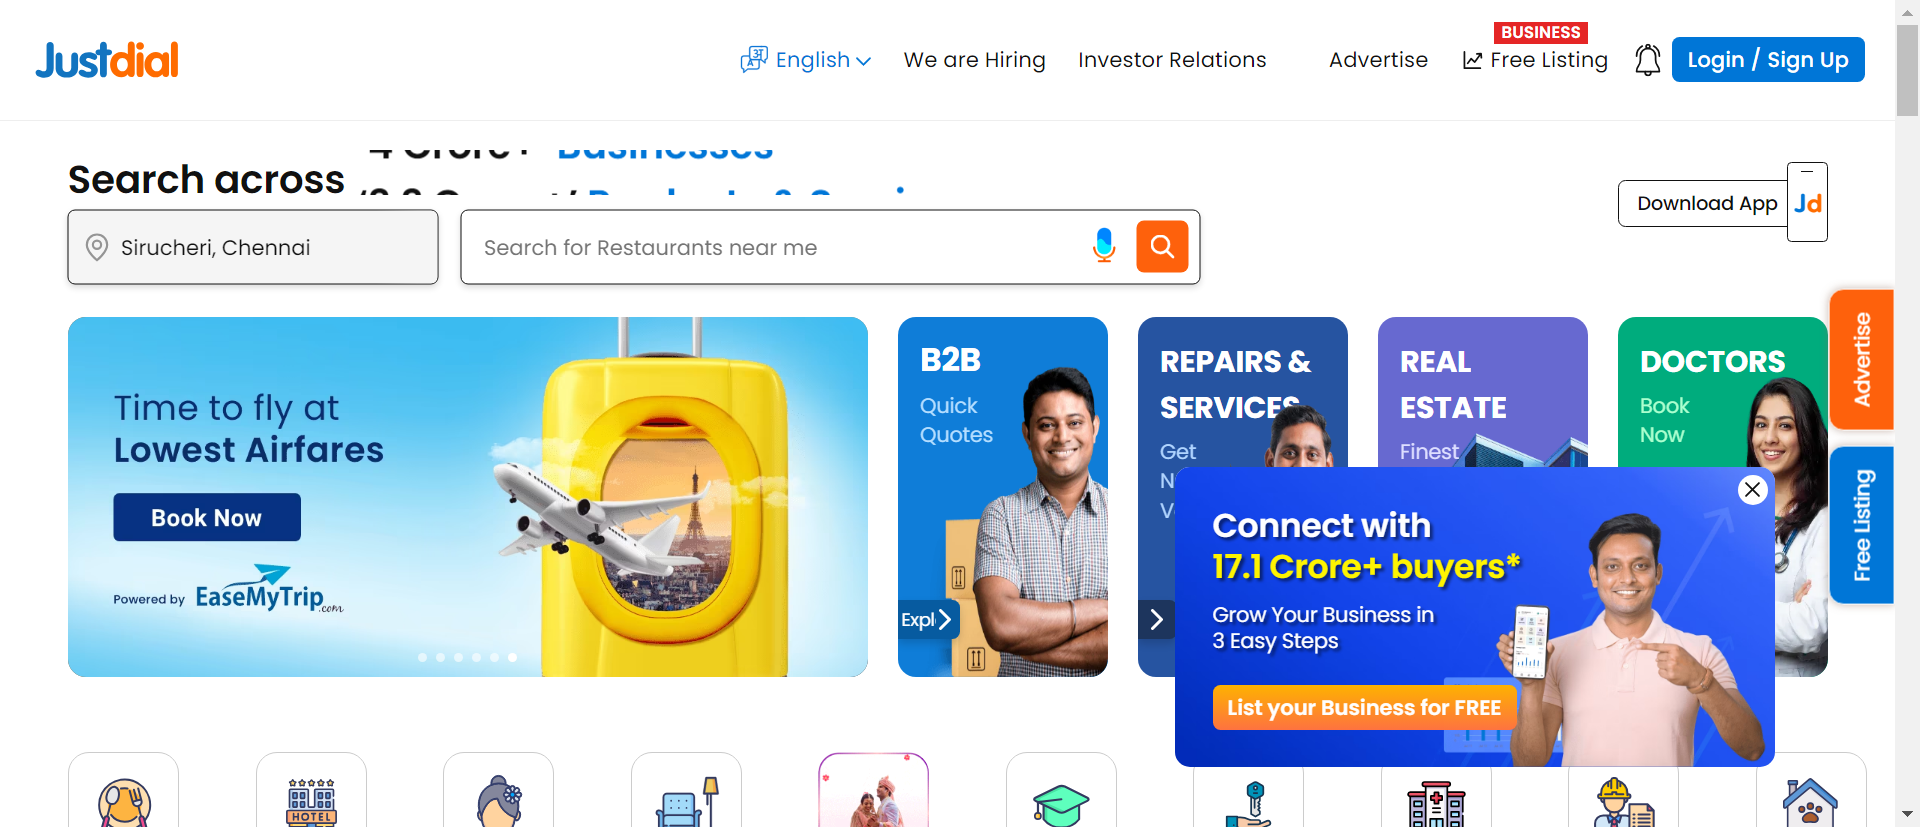 Justdial
English
We are Hiring
Investor Relations
Advertise
BUSINESS
Free Listing
Login / Sign Up
Search across
4 Crore+ Businesses
Sirucheri, Chennai
Search for Restaurants near me
Download App
Jd
Time to fly at
Lowest Airfares
Book Now
Powered by EaseMyTrip.com
B2B
Quick
Quotes
Expl
REPAIRS &
SERVICES
Get
REAL
ESTATE
Finest
DOCTORS
Book
Now
Advertise
Free Listing
Connect with
17.1 Crore+ buyers*
Grow Your Business in
3 Easy Steps
List your Business for FREE
HOTEL